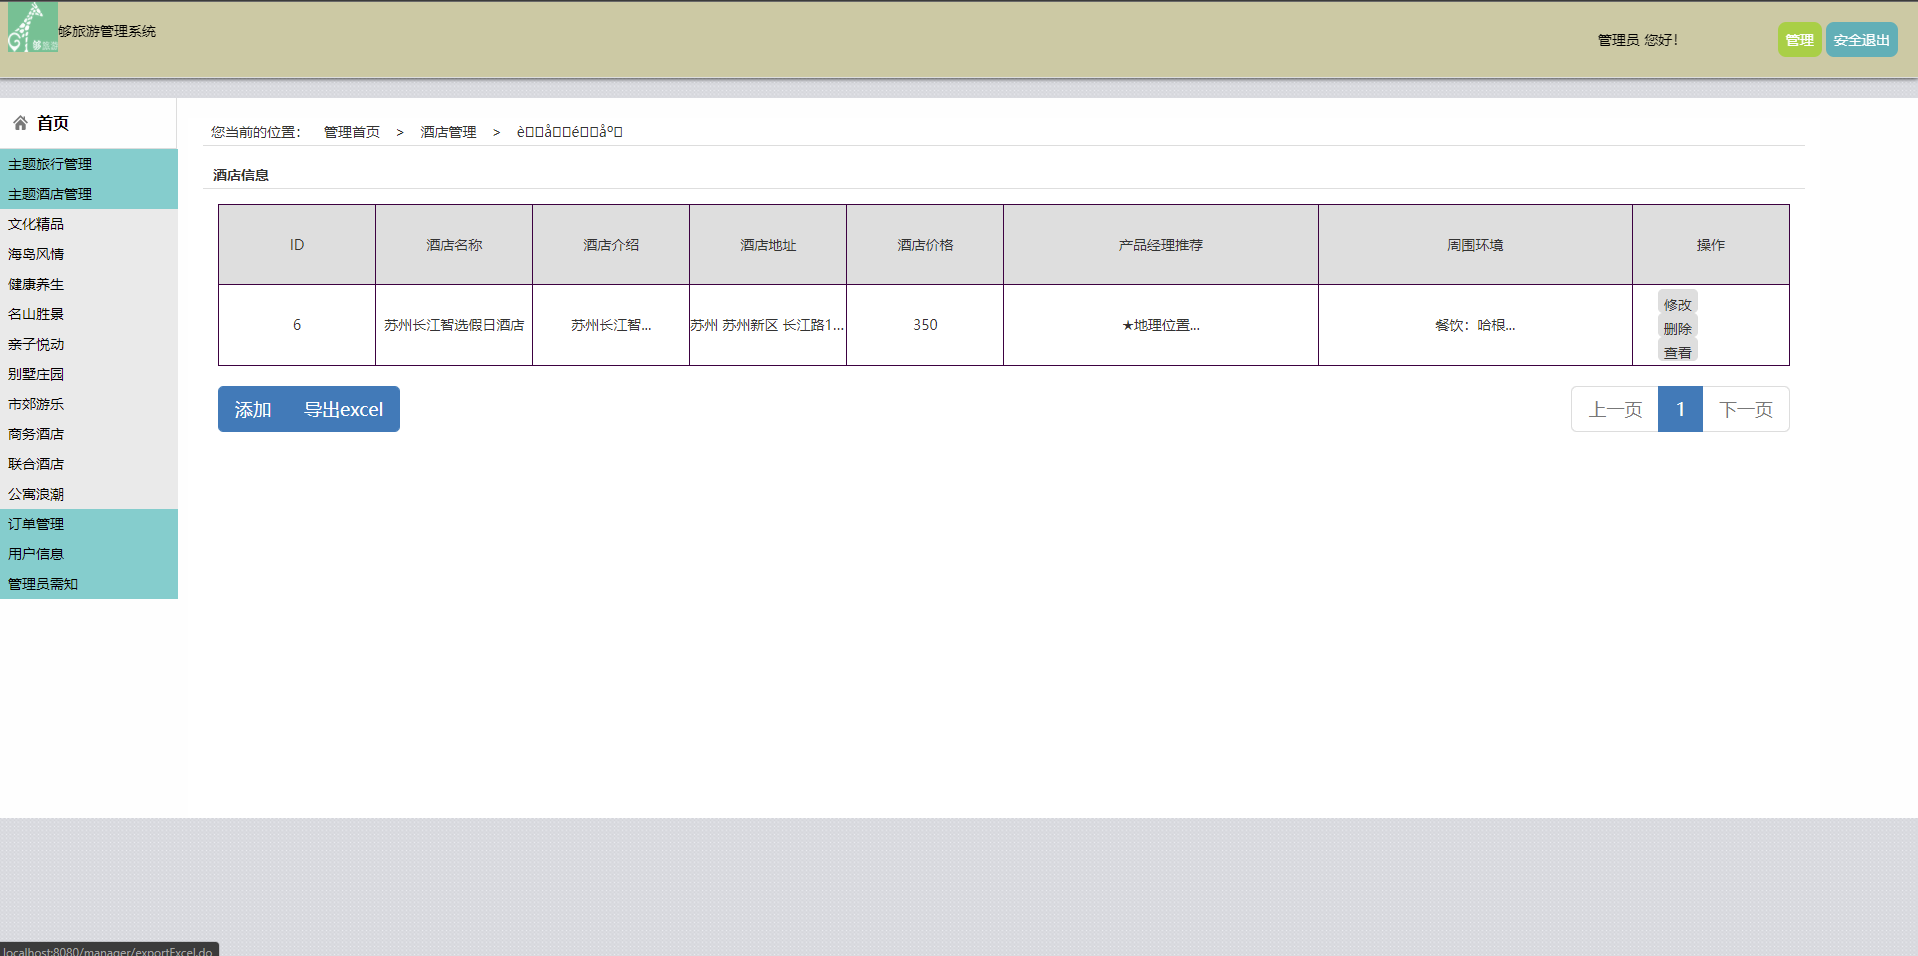 够旅游管理系统
管理员 您好！
管理 安全退出
首页
主题旅行管理
主题酒店管理
文化精品
海岛风情
健康养生
名山胜景
亲子悦动
别墅庄园
市郊游乐
商务酒店
联合酒店
公寓浪潮
订单管理
用户信息
管理员需知
您当前的位置： 管理首页 > 酒店管理 > è□□å□□é□□åº□
酒店信息
ID 酒店名称 酒店介绍 酒店地址 酒店价格 产品经理推荐 周围环境 操作
6 苏州长江智选假日酒店 苏州长江智... 苏州 苏州新区 长江路1... 350 ★地理位置... 餐饮：哈根...
修改
删除
查看
添加 导出excel
上一页 1 下一页
localhost:8080/manager/exportExcel.do